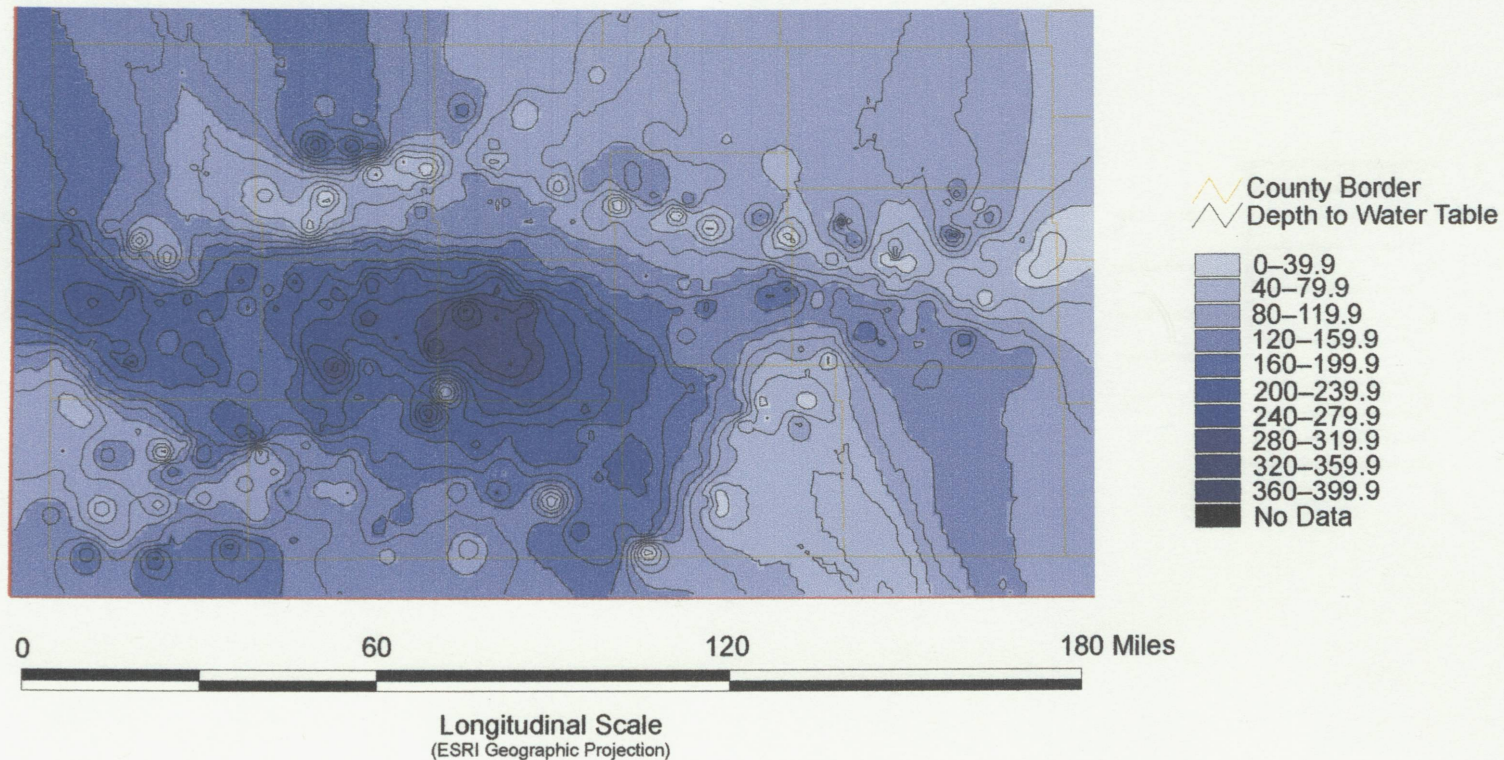 County Border
Depth to Water Table
0–39.9
40–79.9
80–119.9
120–159.9
160–199.9
200–239.9
240–279.9
280–319.9
320–359.9
360–399.9
No Data
0 60 120 180 Miles
Longitudinal Scale
(ESRI Geographic Projection)